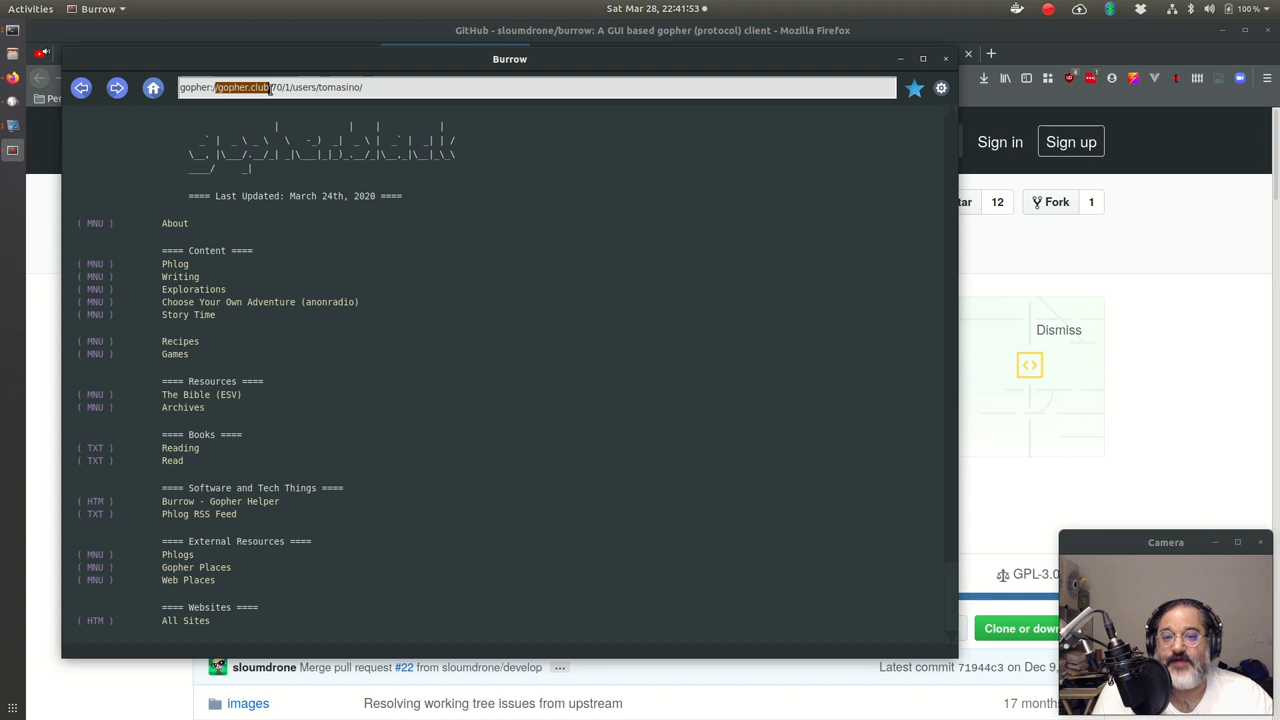 Activities Burrow Sat Mar 28, 22:41:53 100 %
GitHub - sloumdrone/burrow: A GUI based gopher (protocol) client - Mozilla Firefox
Burrow
gopher://gopher.club:70/1/users/tomasino/
==== Last Updated: March 24th, 2020 ====
( MNU ) About
==== Content ====
( MNU ) Phlog
( MNU ) Writing
( MNU ) Explorations
( MNU ) Choose Your Own Adventure (anonradio)
( MNU ) Story Time
( MNU ) Recipes
( MNU ) Games
==== Resources ====
( MNU ) The Bible (ESV)
( MNU ) Archives
==== Books ====
( TXT ) Reading
( TXT ) Read
==== Software and Tech Things ====
( HTM ) Burrow - Gopher Helper
( TXT ) Phlog RSS Feed
==== External Resources ====
( MNU ) Phlogs
( MNU ) Gopher Places
( MNU ) Web Places
==== Websites ====
( HTM ) All Sites
Sign in Sign up
tar 12 Fork 1
Dismiss
GPL-3.0
Clone or dow
Camera
sloumdrone Merge pull request #22 from sloumdrone/develop ... Latest commit 71944c3 on Dec 9,
images Resolving working tree issues from upstream 17 months